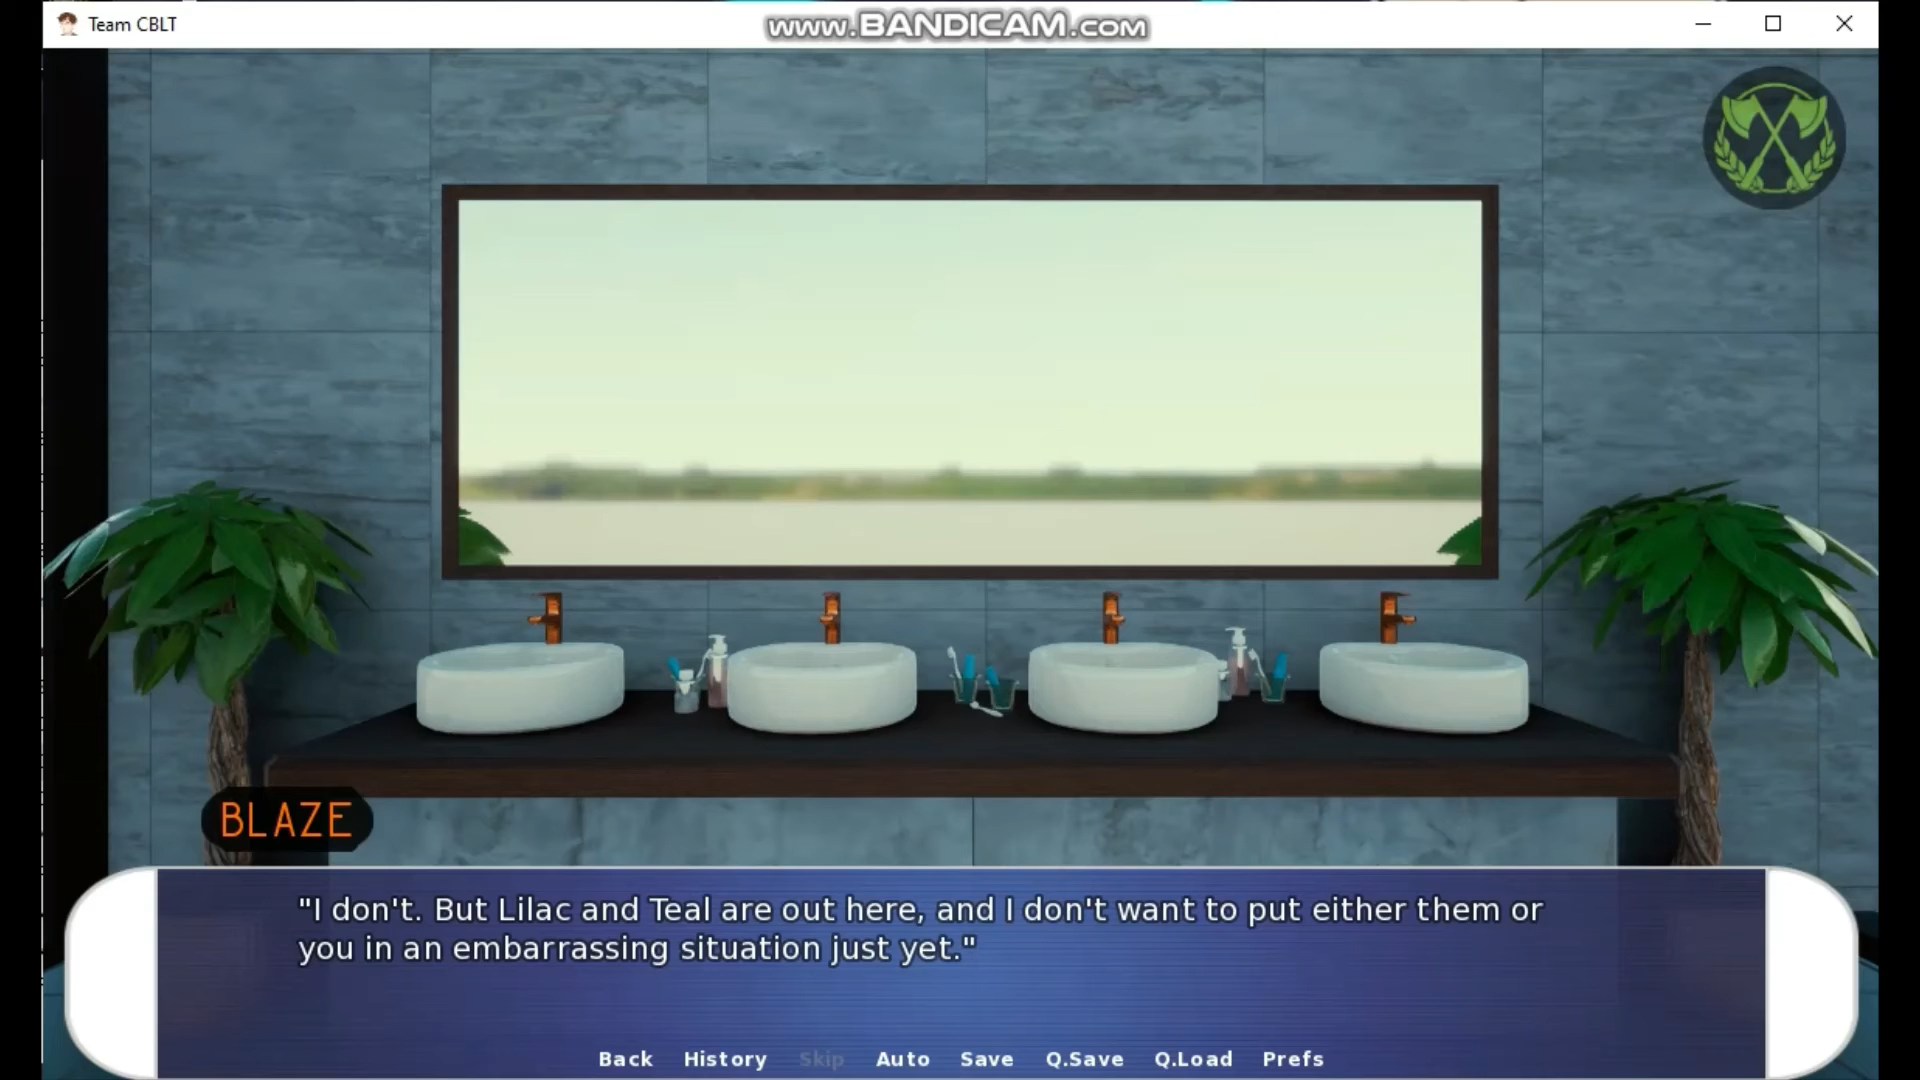 Team CBLT
www.BANDICAM.com
BLAZE
"I don't. But Lilac and Teal are out here, and I don't want to put either them or
you in an embarrassing situation just yet."
Back History Skip Auto Save Q.Save Q.Load Prefs